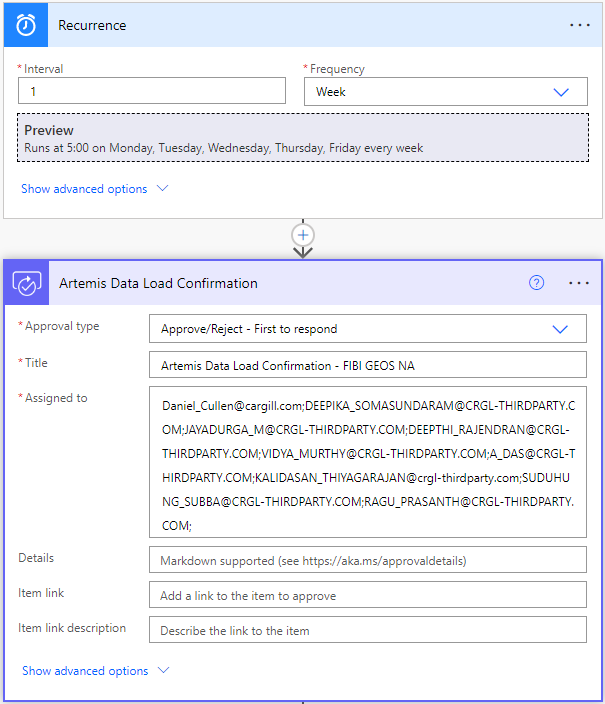 Recurrence
* Interval
* Frequency
1
Week
Preview
Runs at 5:00 on Monday, Tuesday, Wednesday, Thursday, Friday every week
Show advanced options
Artemis Data Load Confirmation
* Approval type
Approve/Reject - First to respond
* Title
Artemis Data Load Confirmation - FIBI GEOS NA
* Assigned to
Daniel_Cullen@cargill.com;DEEPIKA_SOMASUNDARAM@CRGL-THIRDPARTY.C
OM;JAYADURGA_M@CRGL-THIRDPARTY.COM;DEEPTHI_RAJENDRAN@CRGL-
THIRDPARTY.COM;VIDYA_MURTHY@CRGL-THIRDPARTY.COM;A_DAS@CRGL-T
HIRDPARTY.COM;KALIDASAN_THIYAGARAJAN@crgl-thirdparty.com;SUDUHU
NG_SUBBA@CRGL-THIRDPARTY.COM;RAGU_PRASANTH@CRGL-THIRDPARTY.
COM;
Details
Markdown supported (see https://aka.ms/approvaldetails)
Item link
Add a link to the item to approve
Item link description
Describe the link to the item
Show advanced options